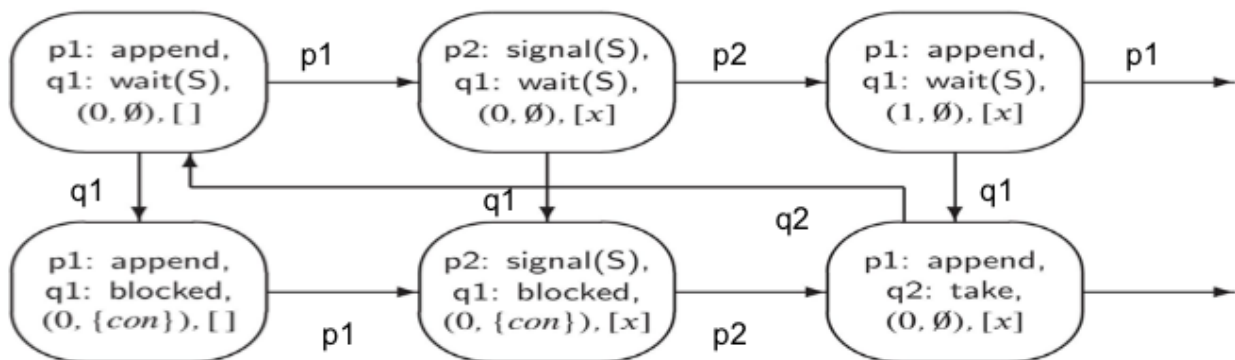 p1: append,
q1: wait(S),
(0, Ø), [ ]
p1
p2: signal(S),
q1: wait(S),
(0, Ø), [x]
p2
p1: append,
q1: wait(S),
(1, Ø), [x]
p1
q1
q1
q2
q1
p1: append,
q1: blocked,
(0, {con}), [ ]
p1
p2: signal(S),
q1: blocked,
(0, {con}), [x]
p2
p1: append,
q2: take,
(0, Ø), [x]